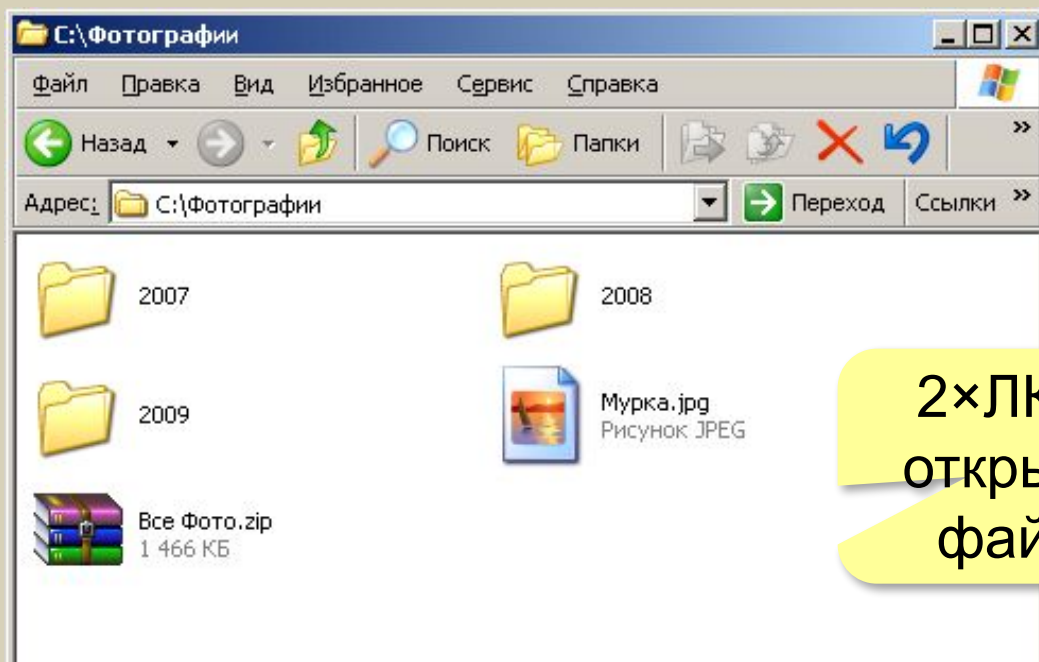 C:\Фотографии
Файл Правка Вид Избранное Сервис Справка
Назад Поиск Папки »
Адрес: C:\Фотографии Переход Ссылки »
2007 2008
2009
Мурка.jpg
Рисунок JPEG
Все Фото.zip
1 466 КБ
2×